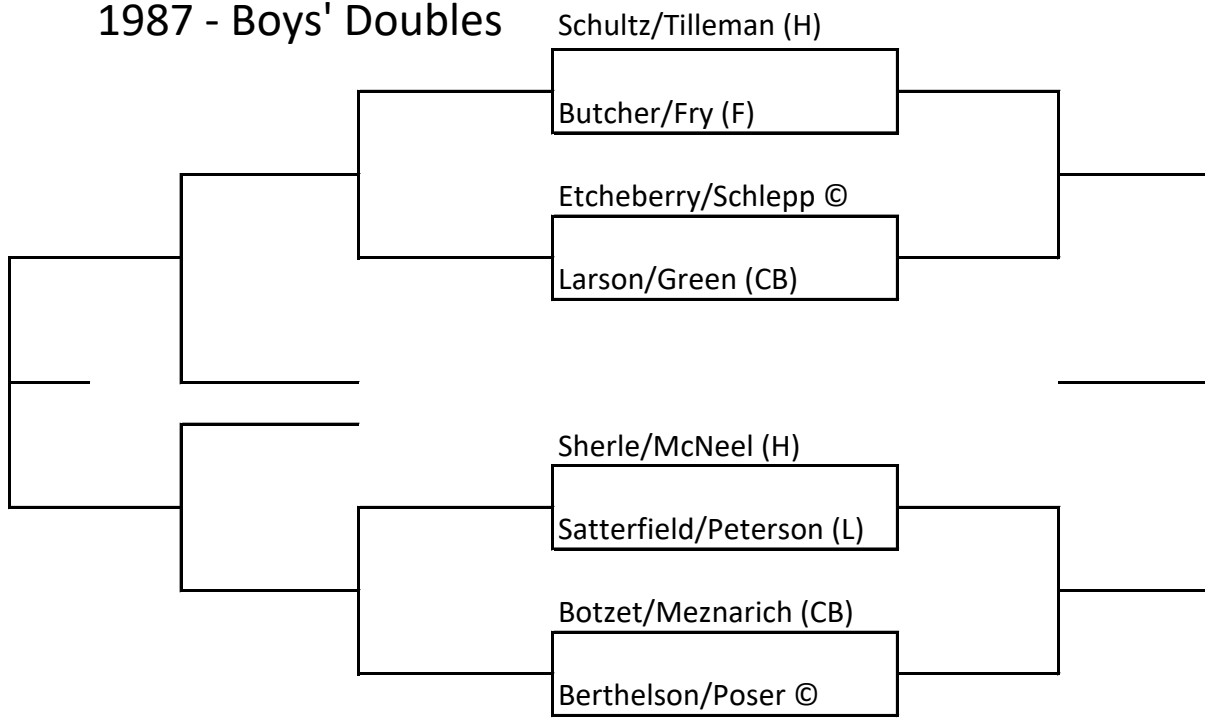 1987 - Boys' Doubles
Schultz/Tilleman (H)
Butcher/Fry (F)
Etcheberry/Schlepp ©
Larson/Green (CB)
Sherle/McNeel (H)
Satterfield/Peterson (L)
Botzet/Meznarich (CB)
Berthelson/Poser ©